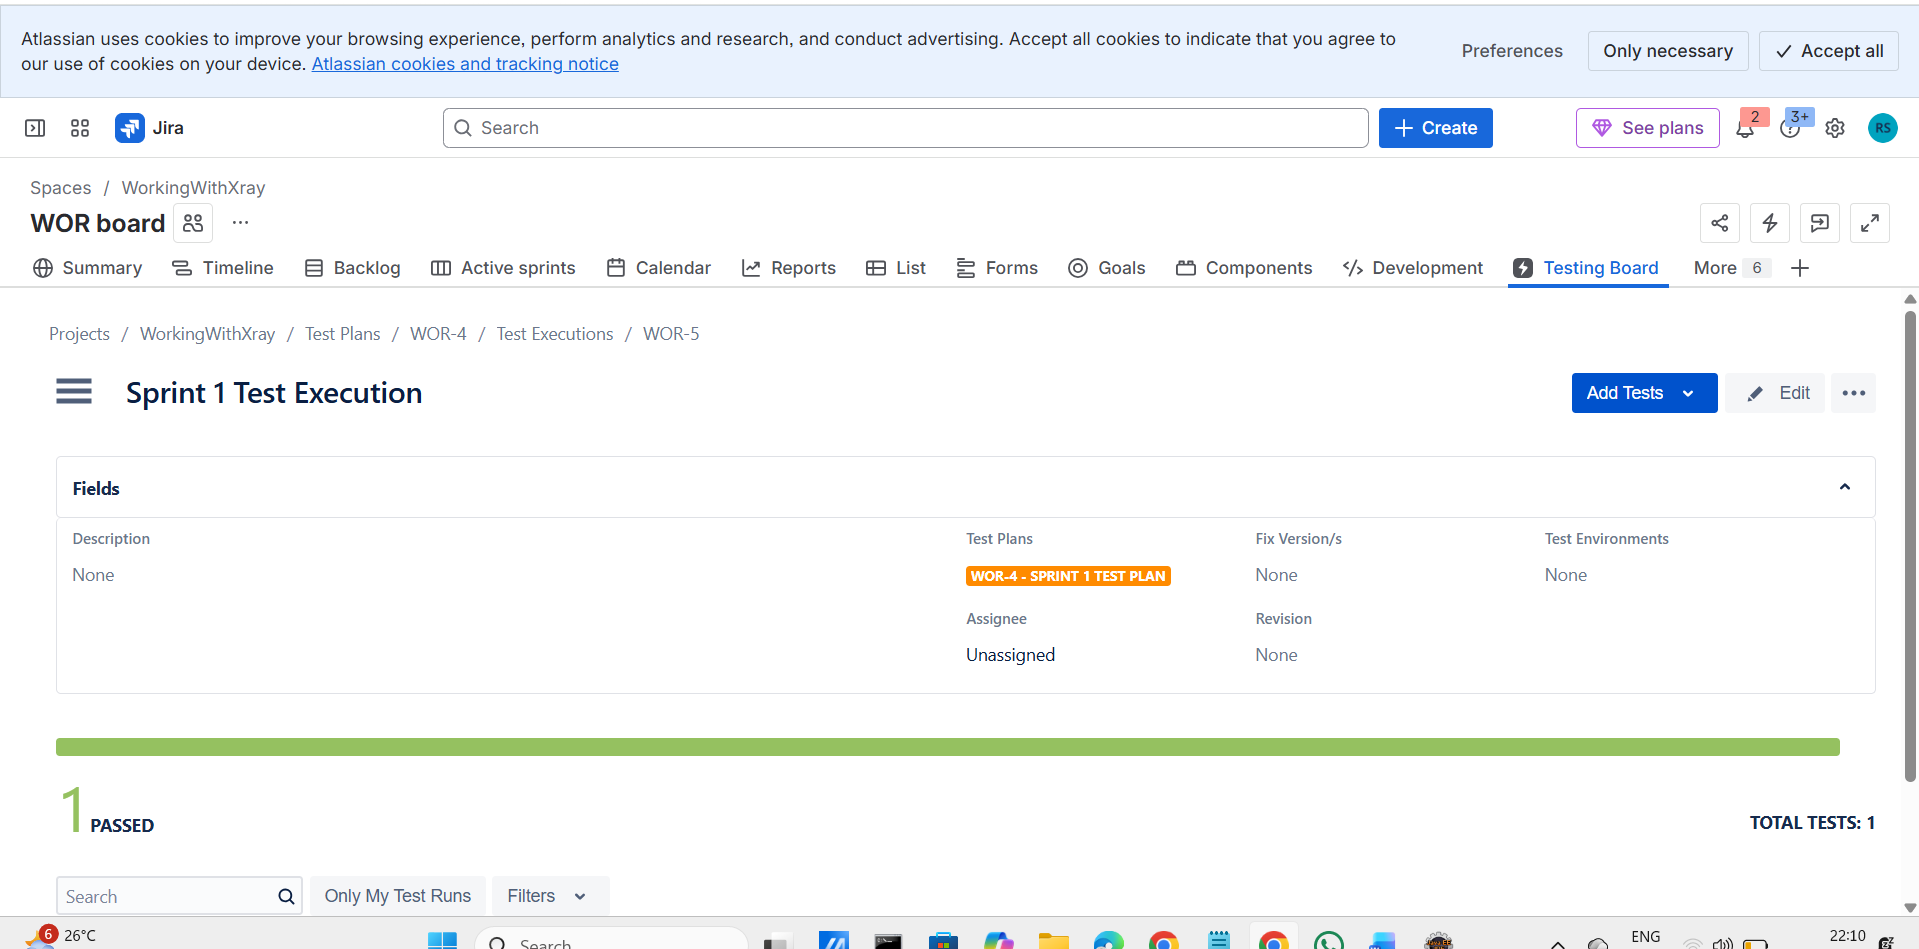 Atlassian uses cookies to improve your browsing experience, perform analytics and research, and conduct advertising. Accept all cookies to indicate that you agree to
our use of cookies on your device. Atlassian cookies and tracking notice
Preferences
Only necessary
Accept all
Jira
Search
Create
See plans
2
3+
RS
Spaces / WorkingWithXray
WOR board
Summary
Timeline
Backlog
Active sprints
Calendar
Reports
List
Forms
Goals
Components
Development
Testing Board
More 6
Projects / WorkingWithXray / Test Plans / WOR-4 / Test Executions / WOR-5
Sprint 1 Test Execution
Add Tests
Edit
Fields
Description
None
Test Plans
WOR-4 - SPRINT 1 TEST PLAN
Fix Version/s
None
Test Environments
None
Assignee
Unassigned
Revision
None
1 PASSED
TOTAL TESTS: 1
Search
Only My Test Runs
Filters
6
26°C
Search
ENG
22:10